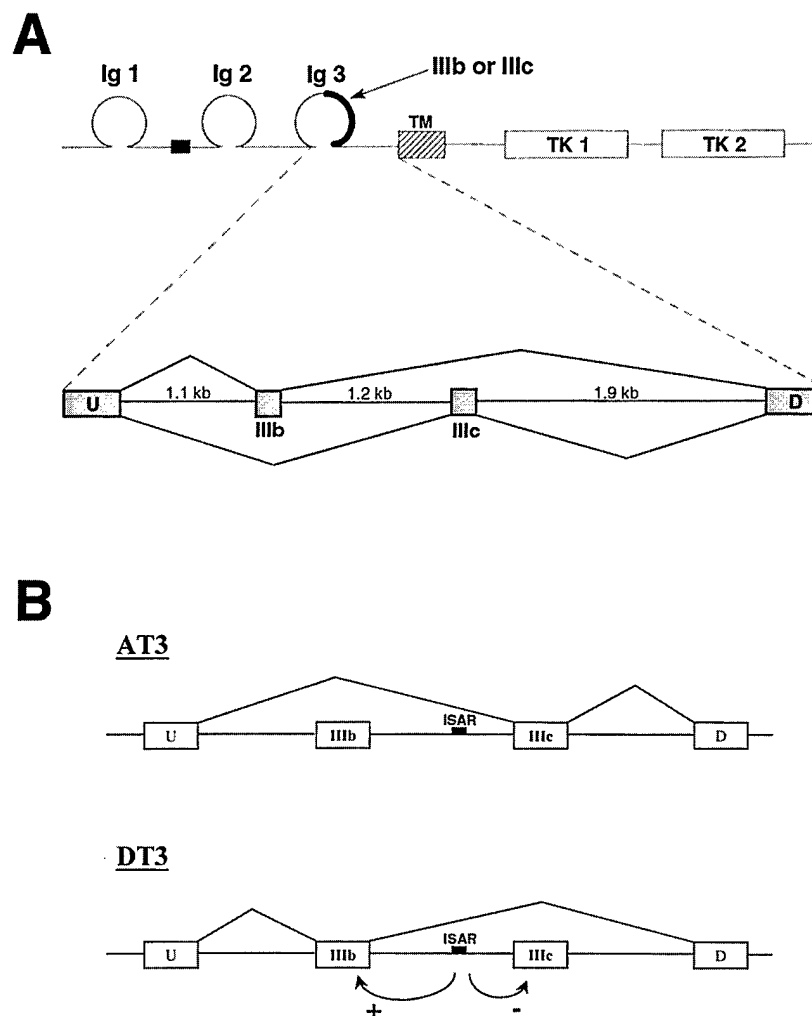 A
Ig 1 Ig 2 Ig 3 IIIb or IIIc
TM
TK 1 TK 2
1.1 kb 1.2 kb 1.9 kb
U D
IIIb IIIc
B
AT3
ISAR
U IIIb IIIc D
DT3
ISAR
U IIIb IIIc D
+ -